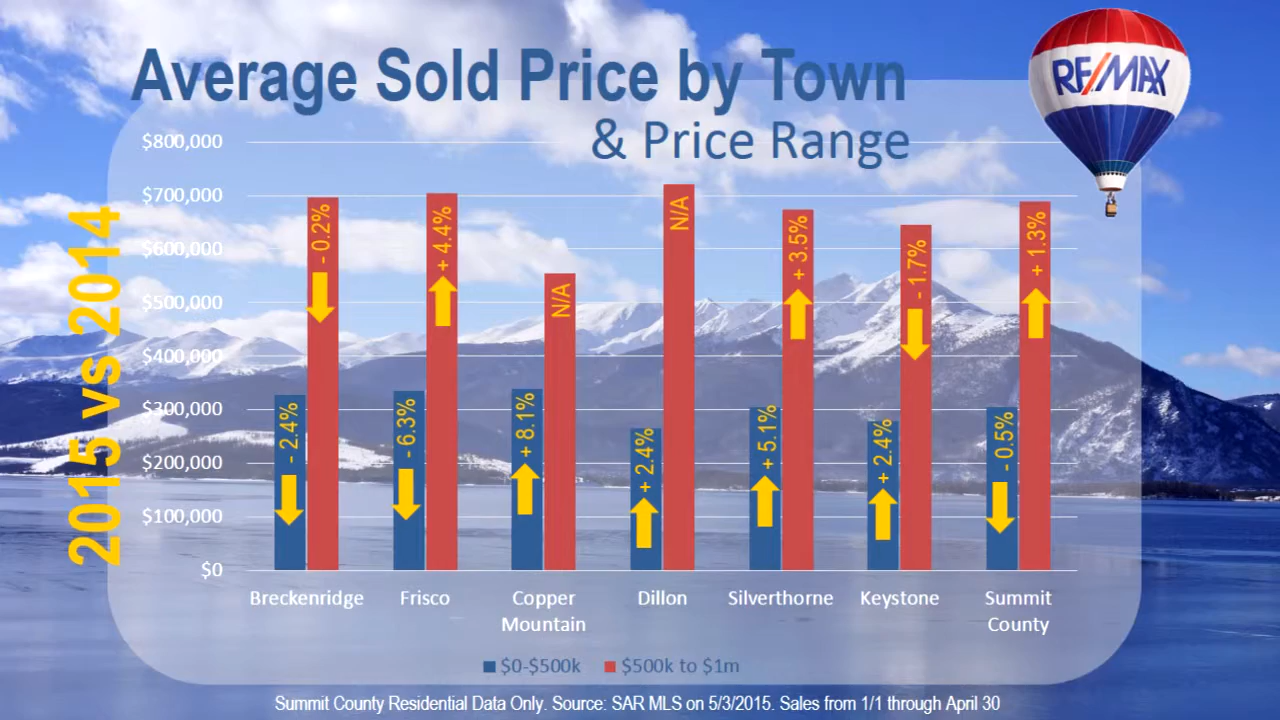 Average Sold Price by Town
& Price Range
RE/MAX
2015 vs 2014
$800,000
$700,000
$600,000
$500,000
$400,000
$300,000
$200,000
$100,000
$0
- 2.4%
- 0.2%
- 6.3%
+ 4.4%
+ 8.1%
N/A
+ 2.4%
N/A
+ 5.1%
+ 3.5%
+ 2.4%
- 1.7%
- 0.5%
+ 1.3%
Breckenridge
Frisco
Copper
Mountain
Dillon
Silverthorne
Keystone
Summit
County
$0-$500k
$500k to $1m
Summit County Residential Data Only. Source: SAR MLS on 5/3/2015. Sales from 1/1 through April 30